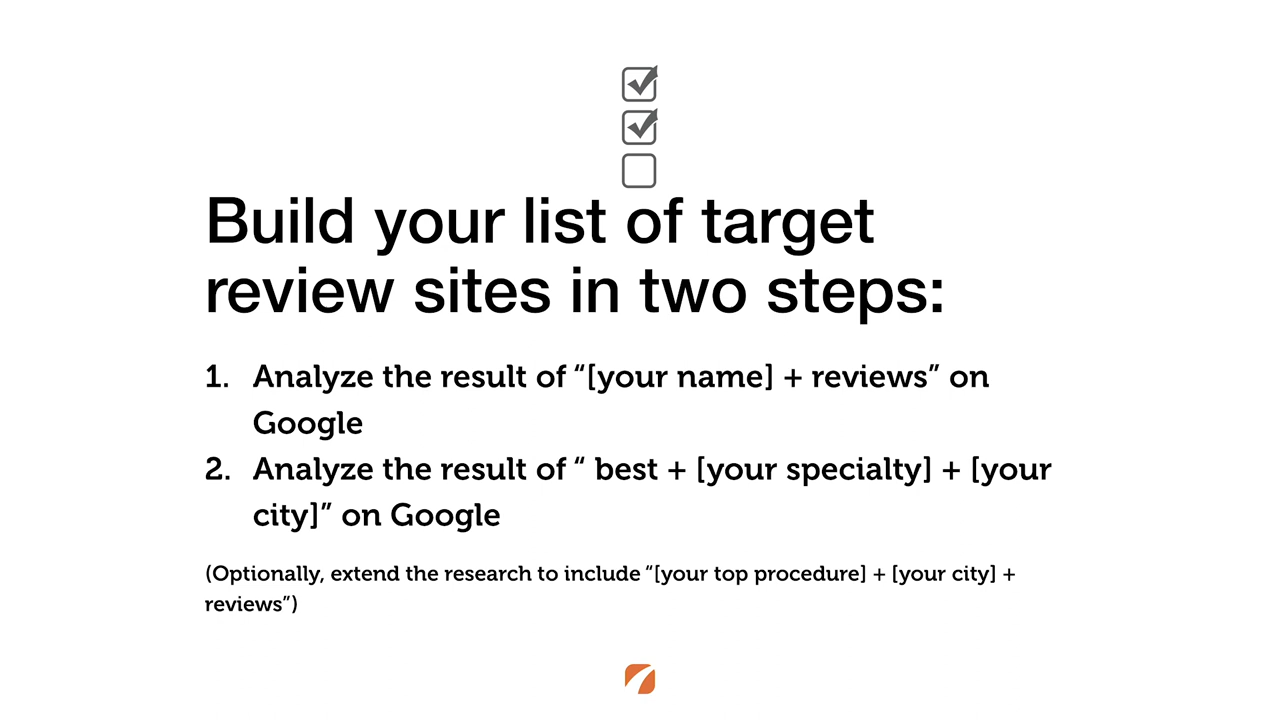 Build your list of target
review sites in two steps:
1. Analyze the result of “[your name] + reviews” on
Google
2. Analyze the result of “ best + [your specialty] + [your
city]” on Google
(Optionally, extend the research to include “[your top procedure] + [your city] +
reviews”)